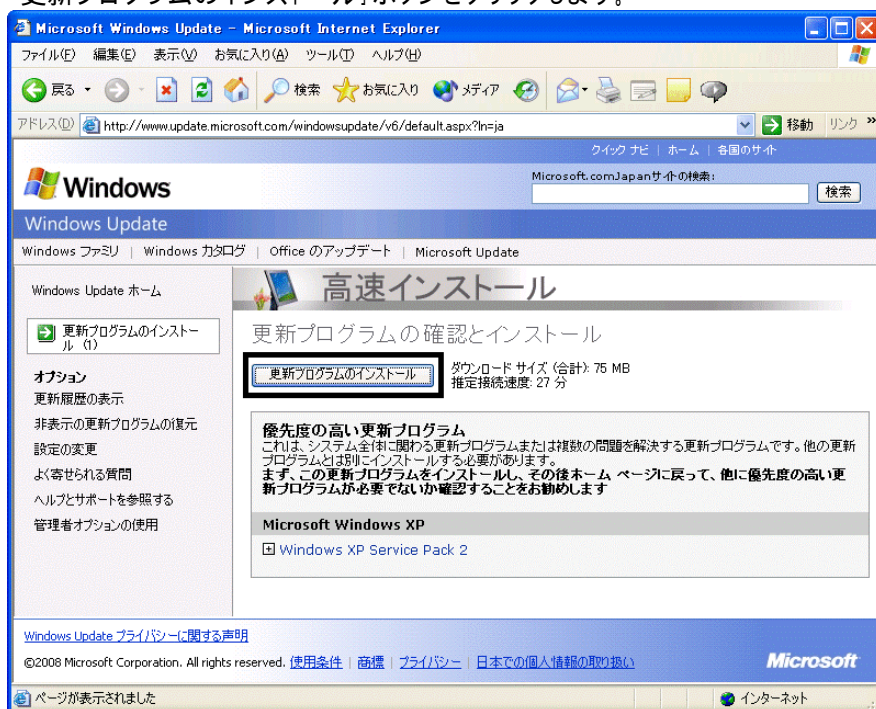 更新プログラムのインストール」ボタンをクリックします。
Microsoft Windows Update - Microsoft Internet Explorer
ファイル(F) 編集(E) 表示(V) お気に入り(A) ツール(T) ヘルプ(H)
戻る 検索 お気に入り メディア
アドレス(D) http://www.update.microsoft.com/windowsupdate/v6/default.aspx?ln=ja 移動 リンク »
クイック ナビ | ホーム | 各国のサイト
Windows
Microsoft.comJapanサイトの検索:
検索
Windows Update
Windows ファミリ | Windows カタログ | Office のアップデート | Microsoft Update
Windows Update ホーム
更新プログラムのインストー
ル (1)
オプション
更新履歴の表示
非表示の更新プログラムの復元
設定の変更
よく寄せられる質問
ヘルプとサポートを参照する
管理者オプションの使用
高速インストール
更新プログラムの確認とインストール
更新プログラムのインストール
ダウンロード サイズ (合計): 75 MB
推定接続速度: 27 分
優先度の高い更新プログラム
これは、システム全体に関わる更新プログラムまたは複数の問題を解決する更新プログラムです。他の更新
プログラムとは別にインストールする必要があります。
まず、この更新プログラムをインストールし、その後ホーム ページに戻って、他に優先度の高い更
新プログラムが必要でないか確認することをお勧めします
Microsoft Windows XP
Windows XP Service Pack 2
Windows Update プライバシーに関する声明
©2008 Microsoft Corporation. All rights reserved. 使用条件 | 商標 | プライバシー | 日本での個人情報の取り扱い
Microsoft
ページが表示されました
インターネット